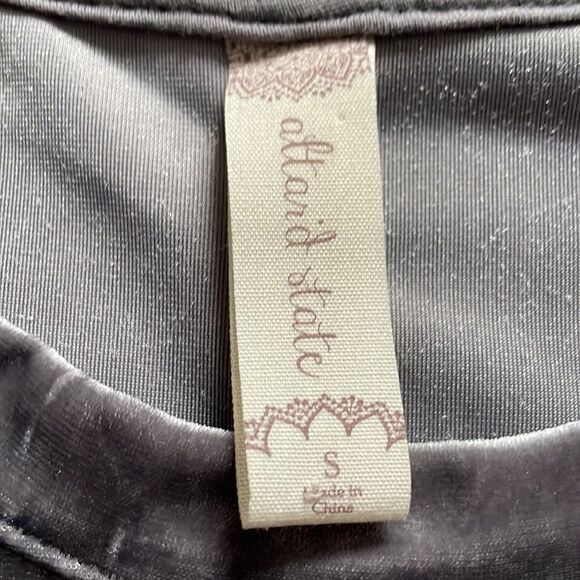 altar'd state
S
Made in
China